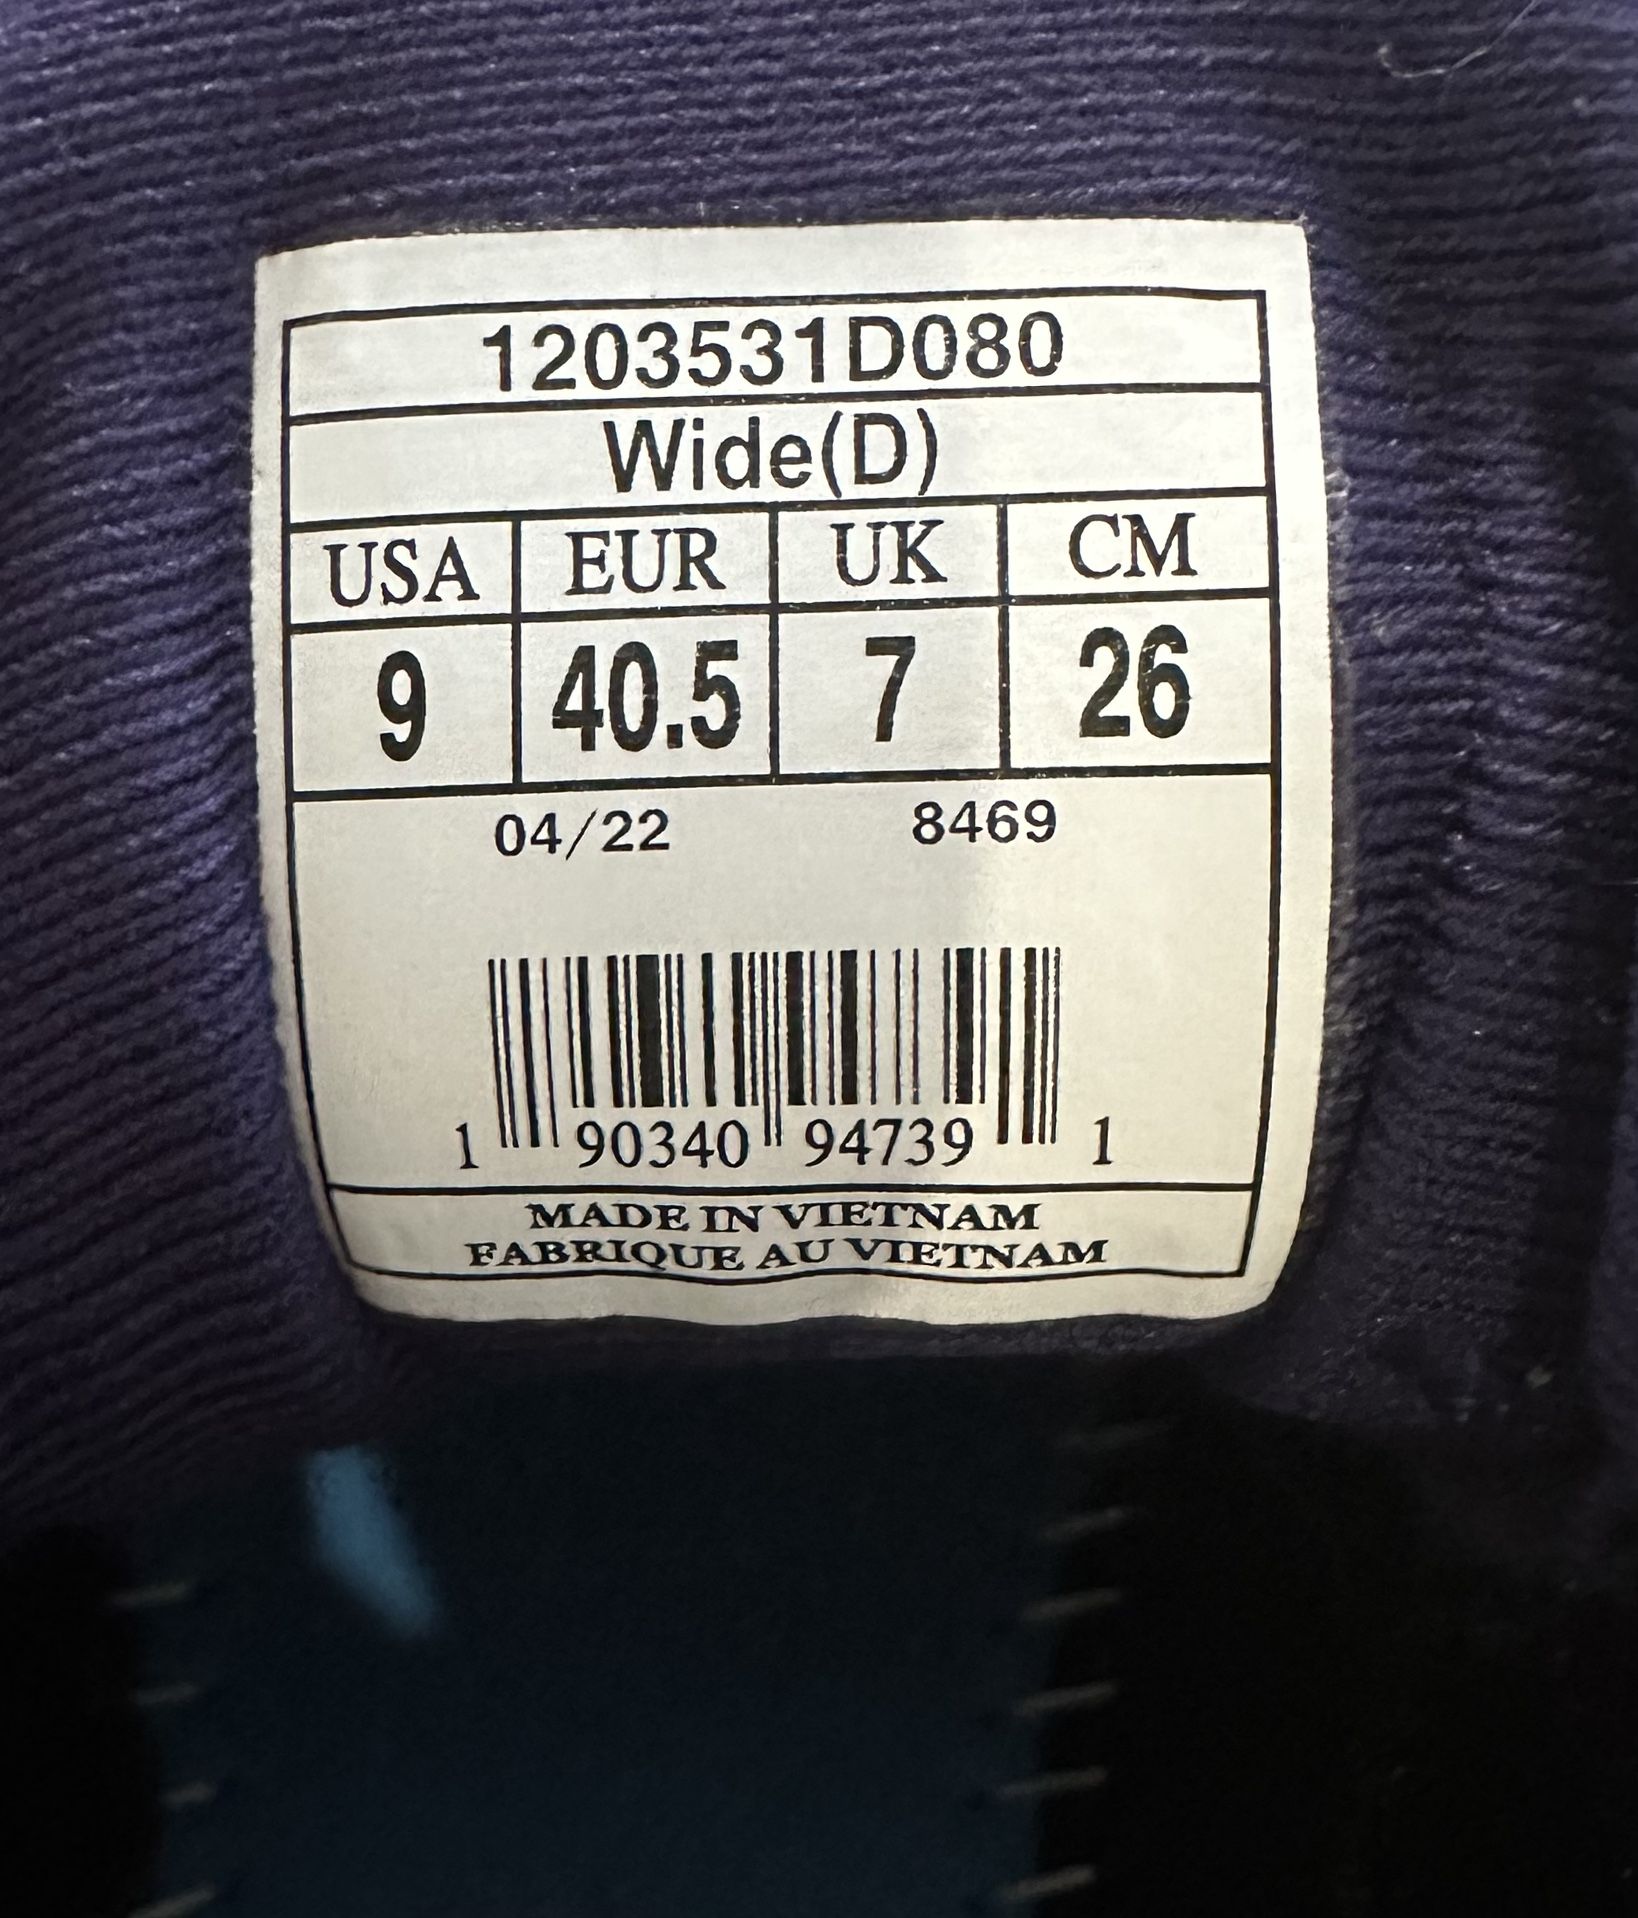 1203531D080
Wide(D)
USA EUR UK CM
9 40.5 7 26
04/22 8469
1 90340 94739 1
MADE IN VIETNAM
FABRIQUE AU VIETNAM